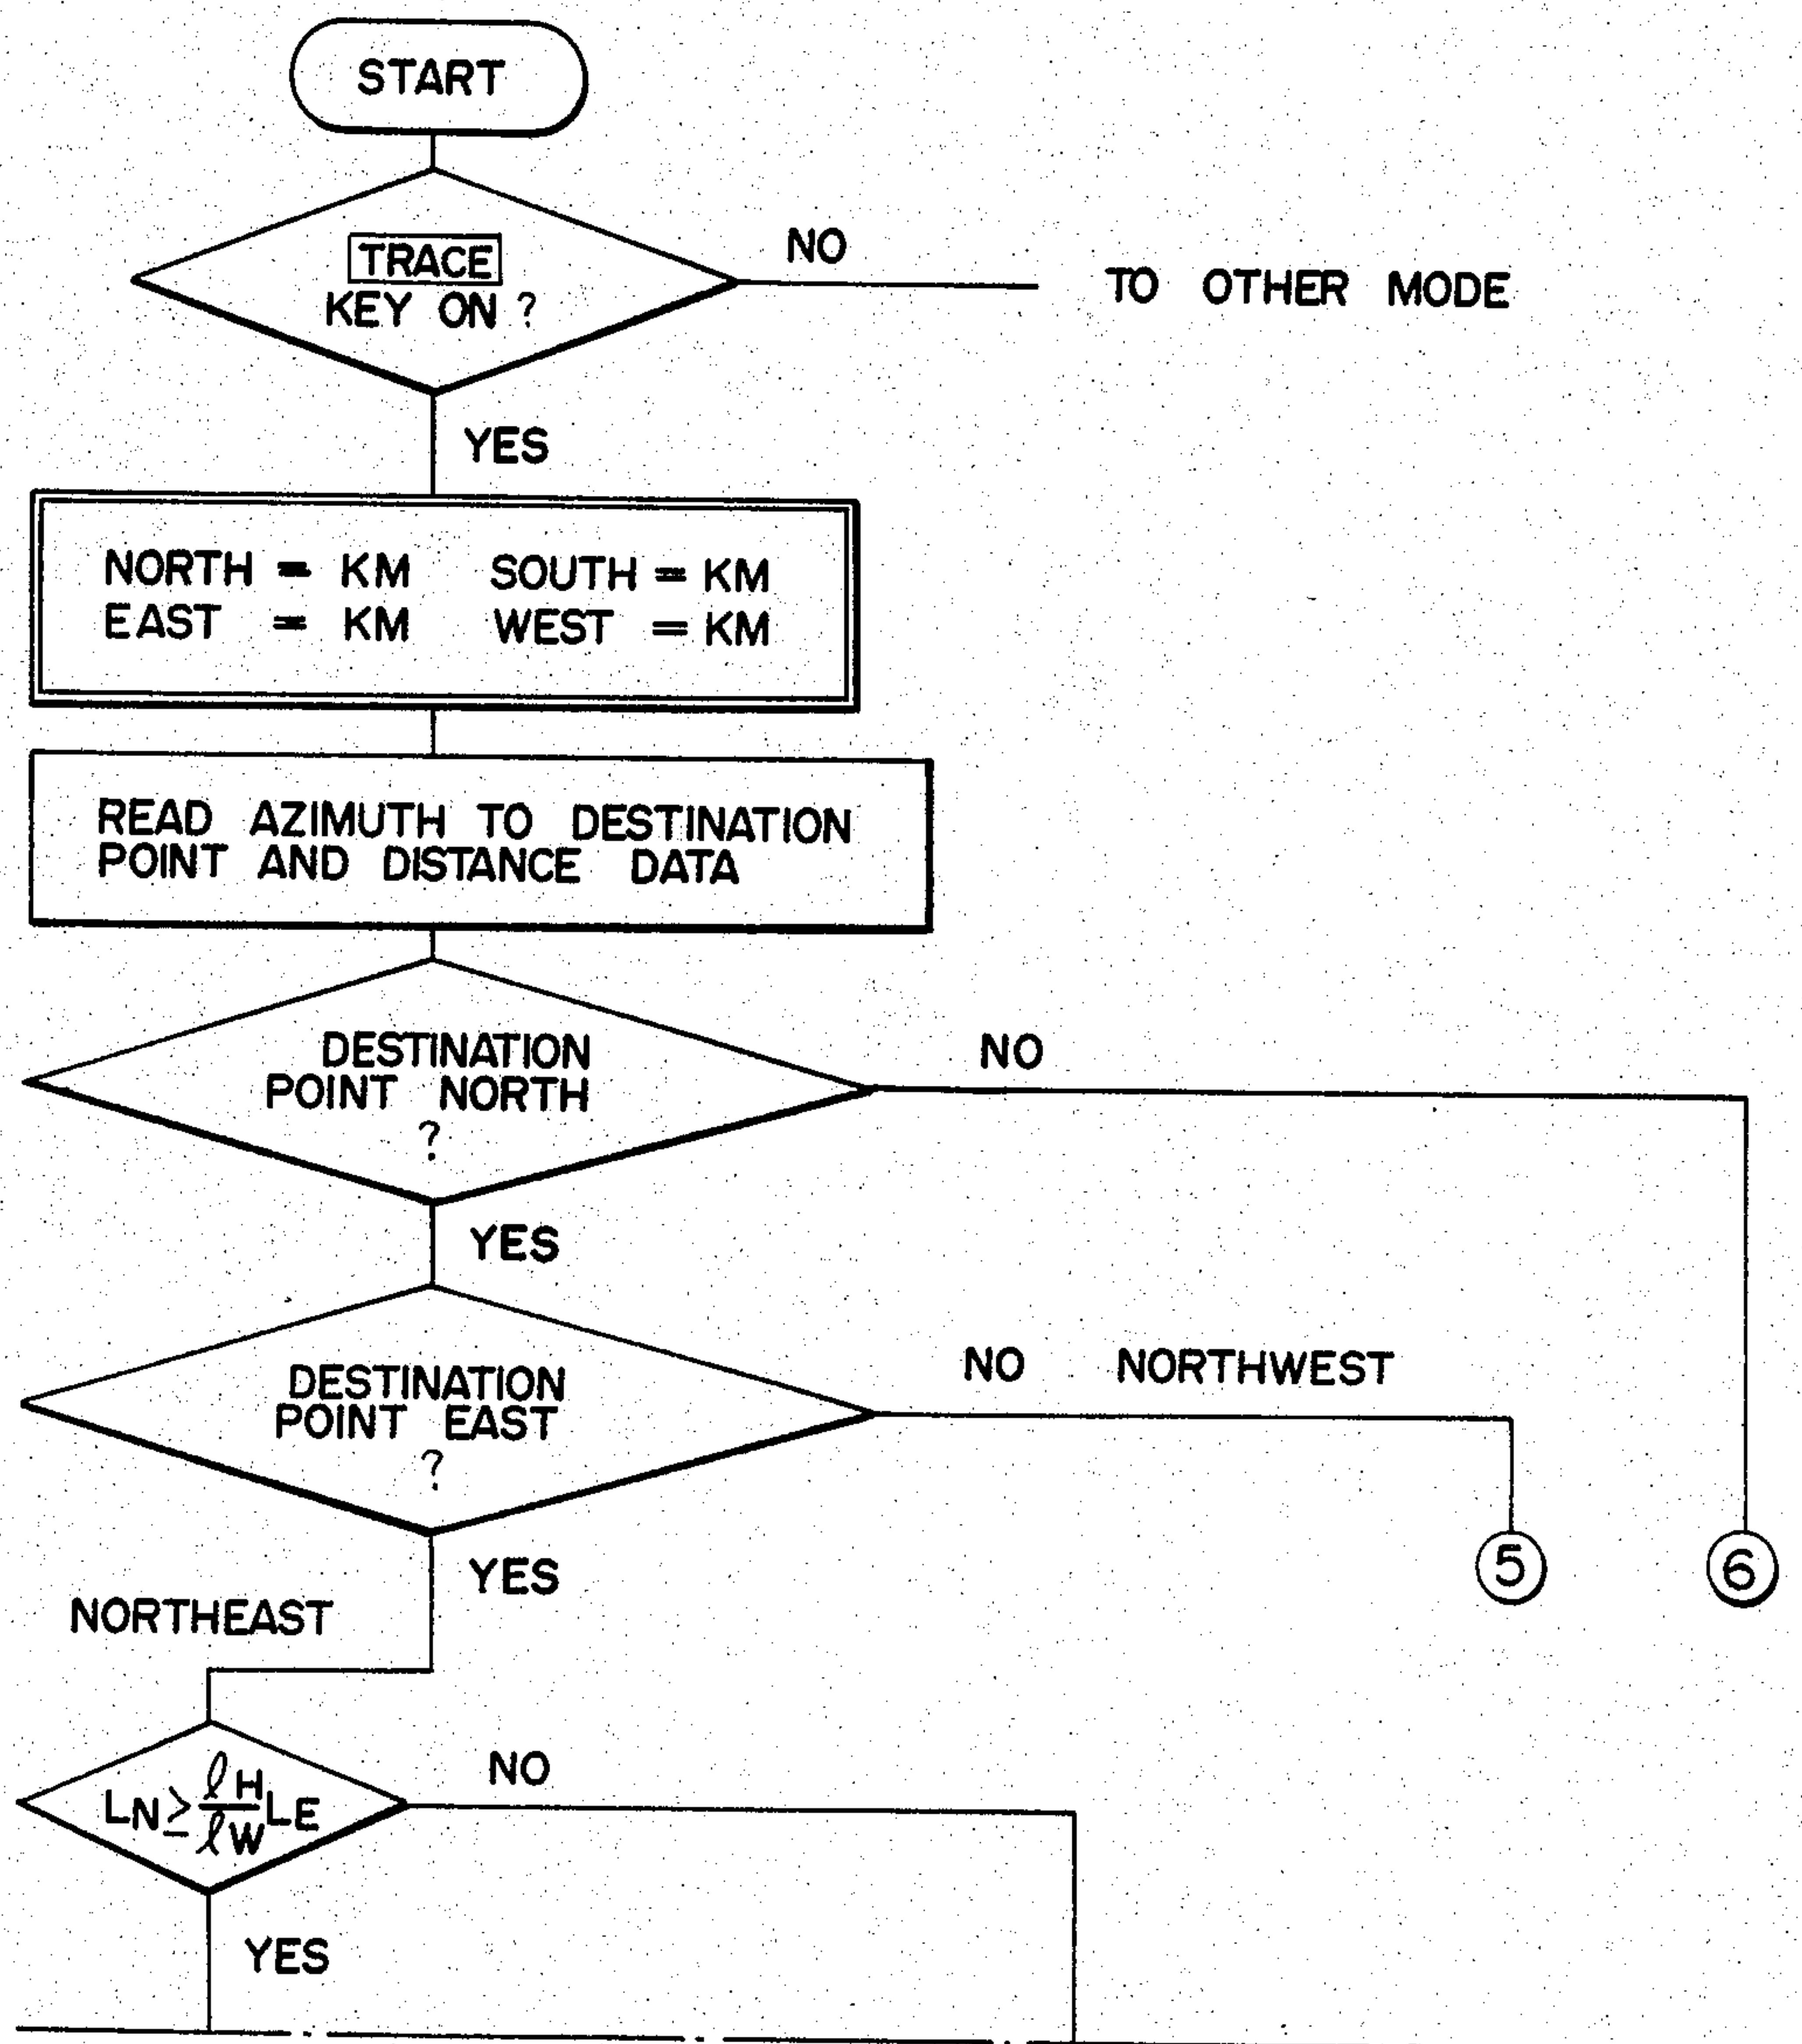 START
TRACE
KEY ON ?
NO
TO OTHER MODE
YES
NORTH = KM SOUTH = KM
EAST = KM WEST = KM
READ AZIMUTH TO DESTINATION
POINT AND DISTANCE DATA
DESTINATION
POINT NORTH
?
NO
YES
DESTINATION
POINT EAST
?
NO NORTHWEST
YES
5
6
NORTHEAST
LN ≥ ℓH/ℓW LE
NO
YES